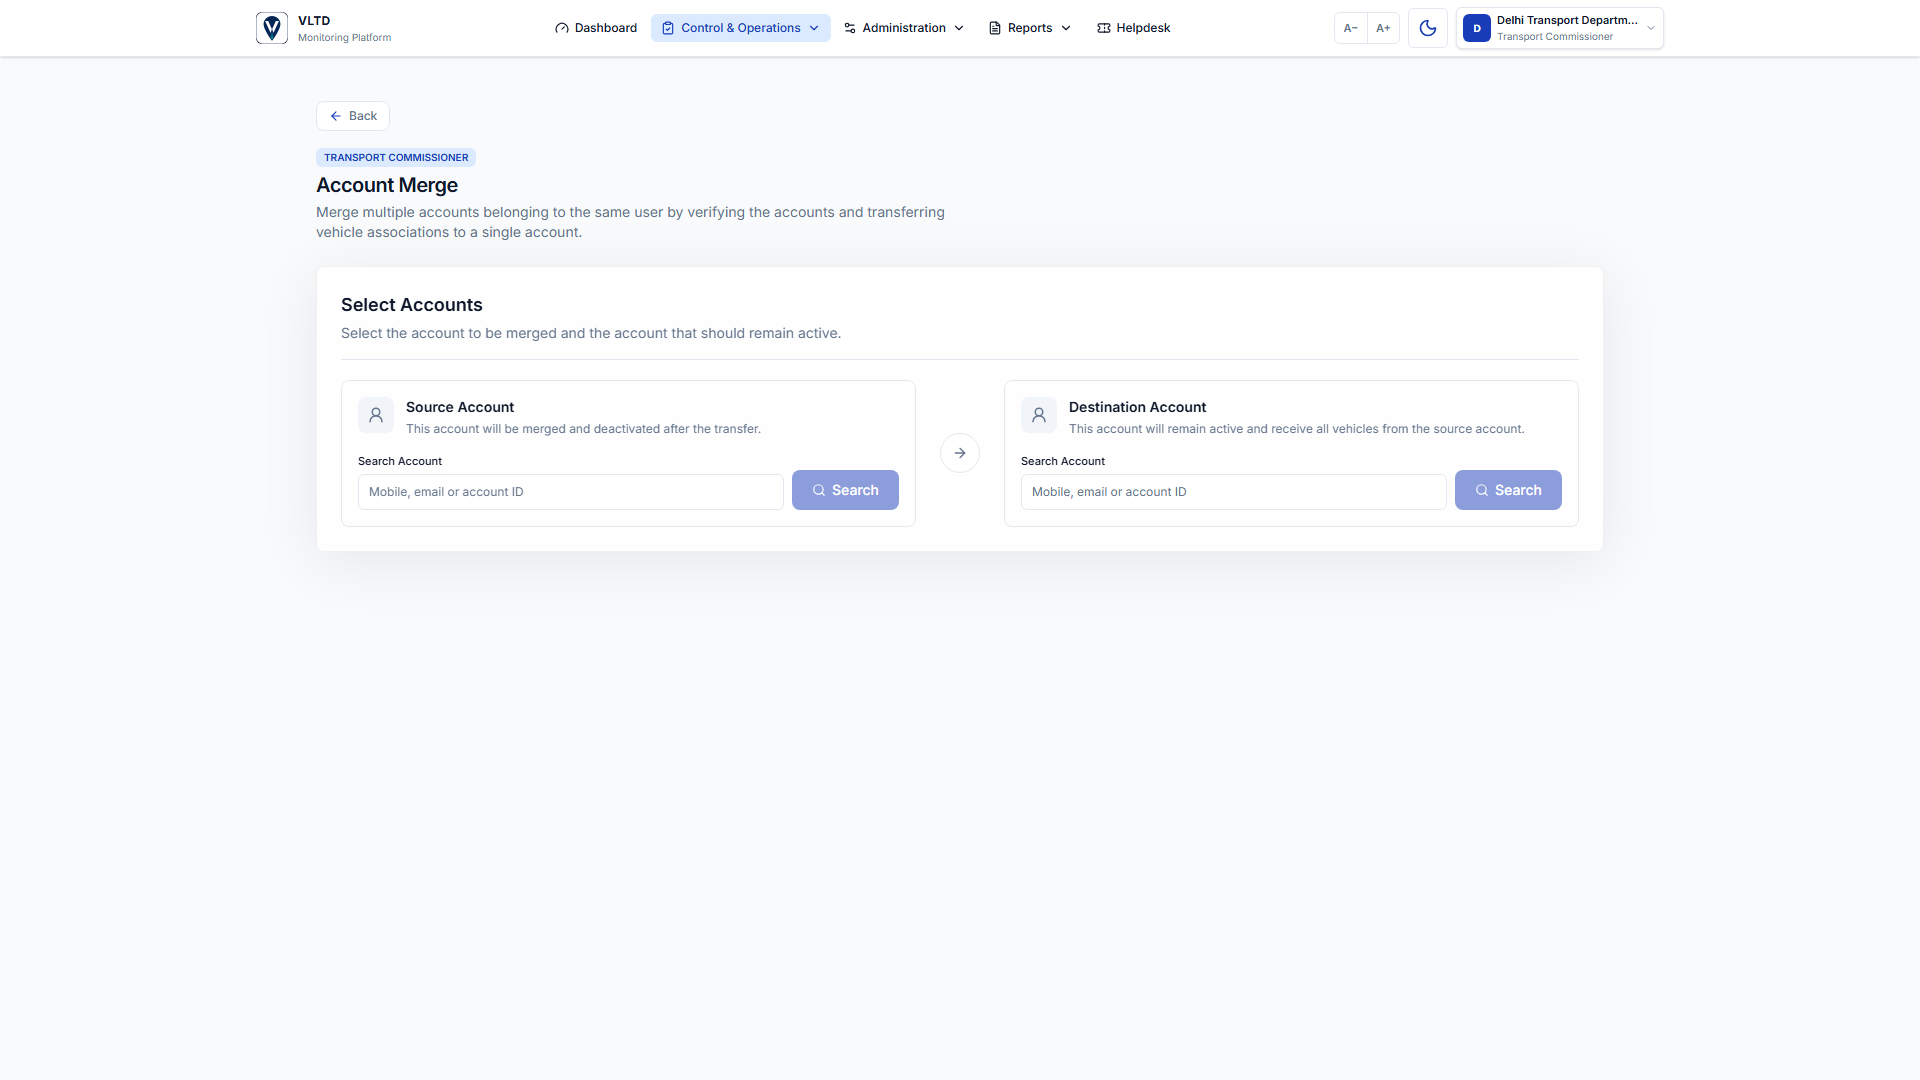 VLTD
Monitoring Platform
Dashboard
Control & Operations
Administration
Reports
Helpdesk
A−
A+
D
Delhi Transport Departm...
Transport Commissioner
Back
TRANSPORT COMMISSIONER
Account Merge
Merge multiple accounts belonging to the same user by verifying the accounts and transferring
vehicle associations to a single account.
Select Accounts
Select the account to be merged and the account that should remain active.
Source Account
This account will be merged and deactivated after the transfer.
Search Account
Mobile, email or account ID
Search
Destination Account
This account will remain active and receive all vehicles from the source account.
Search Account
Mobile, email or account ID
Search